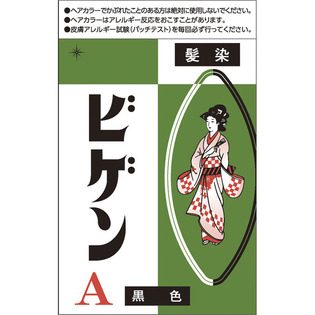 ●ヘアカラーでかぶれたことのある方は絶対に使用しないでください。
●ヘアカラーはアレルギー反応をおこすことがあります。
●皮膚アレルギー試験(パッチテスト)を毎回必ず行ってください。
髪染
ビゲン
A
黒色